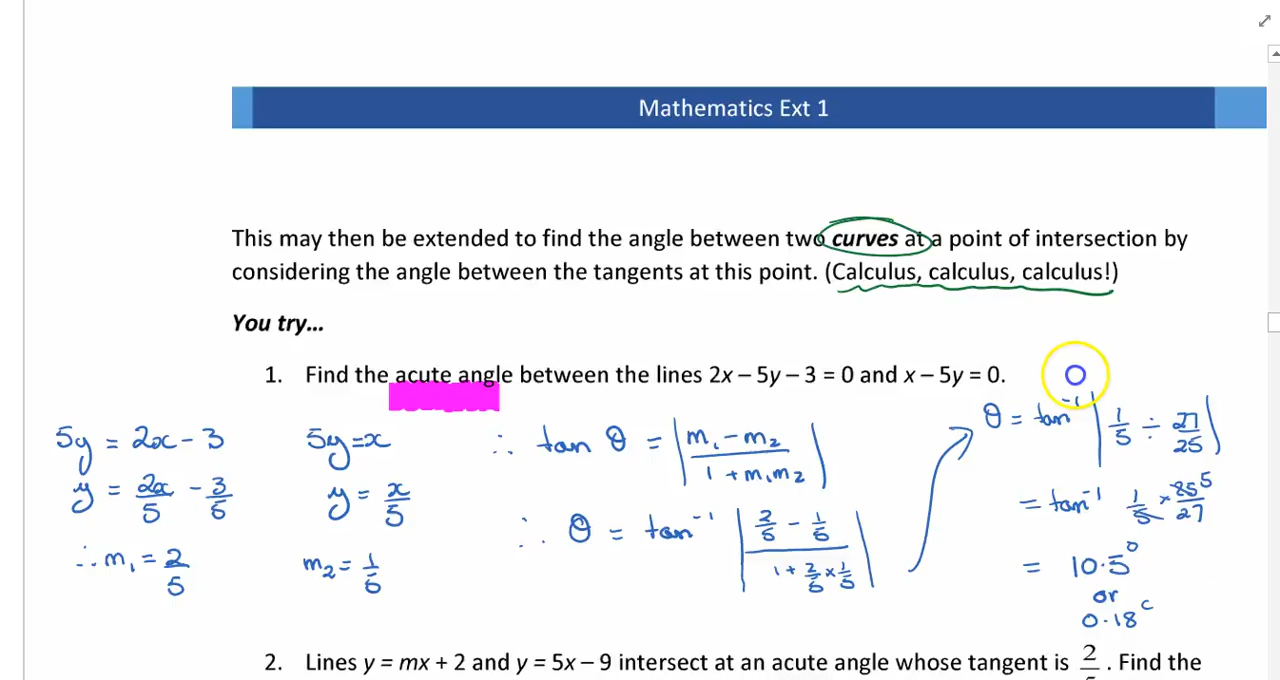 Mathematics Ext 1
This may then be extended to find the angle between two curves at a point of intersection by
considering the angle between the tangents at this point. (Calculus, calculus, calculus!)
You try...
1. Find the acute angle between the lines 2x – 5y – 3 = 0 and x – 5y = 0.
5y = 2x - 3
y = 2x/5 - 3/5
∴ m₁ = 2/5
5y = x
y = x/5
m₂ = 1/5
∴ tan θ = |(m₁ - m₂)/(1 + m₁m₂)|
∴ θ = tan⁻¹ |(2/5 - 1/5)/(1 + 2/5 × 1/5)|
θ = tan⁻¹ |1/5 ÷ 27/25|
= tan⁻¹ 1/5 × 25⁵/27
= 10.5°
or
0.18ᶜ
2. Lines y = mx + 2 and y = 5x – 9 intersect at an acute angle whose tangent is 2/5. Find the